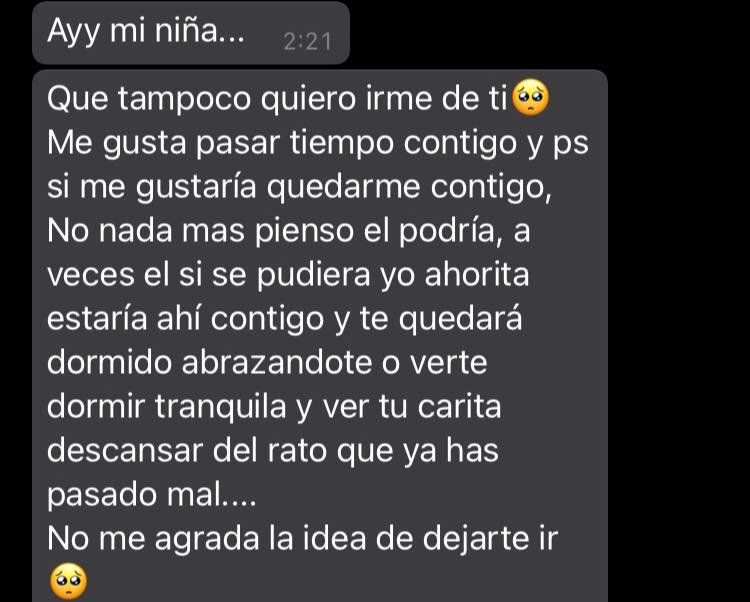 Ayy mi niña...
2:21
Que tampoco quiero irme de ti🥺
Me gusta pasar tiempo contigo y ps
si me gustaría quedarme contigo,
No nada mas pienso el podría, a
veces el si se pudiera yo ahorita
estaría ahí contigo y te quedará
dormido abrazandote o verte
dormir tranquila y ver tu carita
descansar del rato que ya has
pasado mal....
No me agrada la idea de dejarte ir
🥺